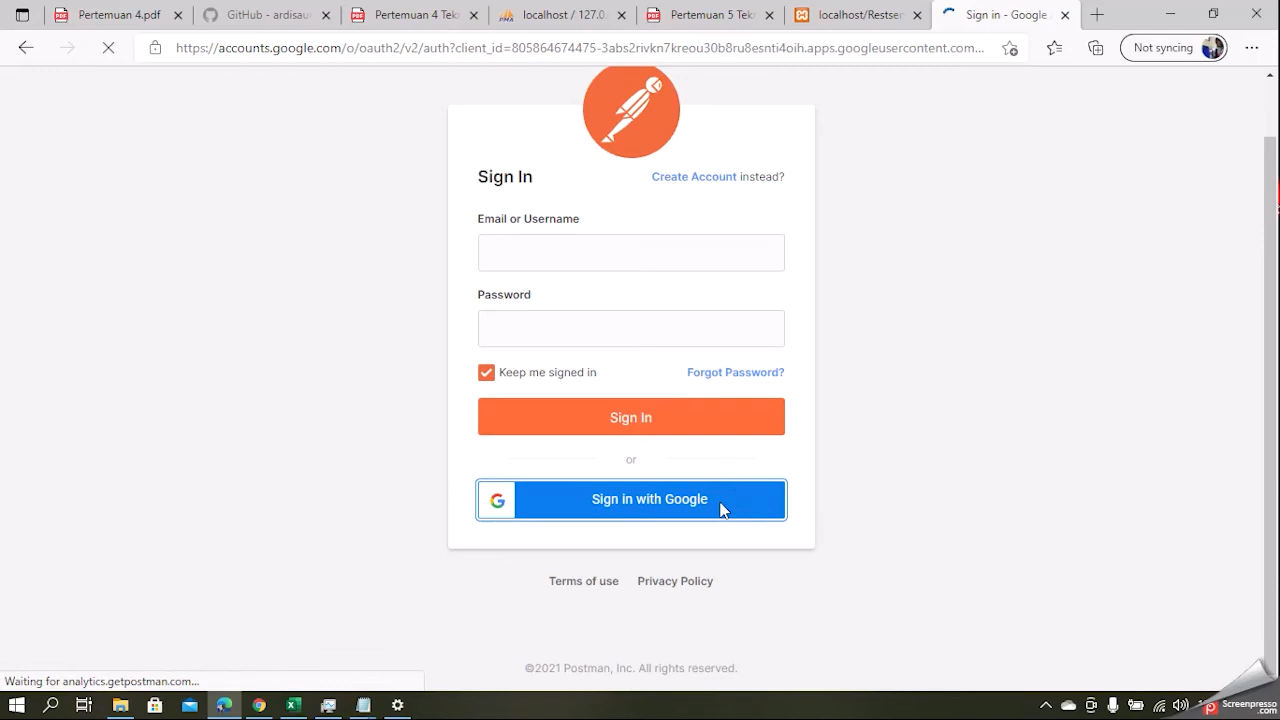 Pertemuan 4.pdf
GitHub - ardisau
Pertemuan 4 Tek
localhost / 127.0.
Pertemuan 5 Tek
localhost/Restser
Sign in - Google
https://accounts.google.com/o/oauth2/v2/auth?client_id=805864674475-3abs2rivkn7kreou30b8ru8esnti4oih.apps.googleusercontent.com...
Not syncing
Sign In
Create Account instead?
Email or Username
Password
Keep me signed in
Forgot Password?
Sign In
or
Sign in with Google
Terms of use
Privacy Policy
©2021 Postman, Inc. All rights reserved.
Waiting for analytics.getpostman.com...
Screenpresso
.com